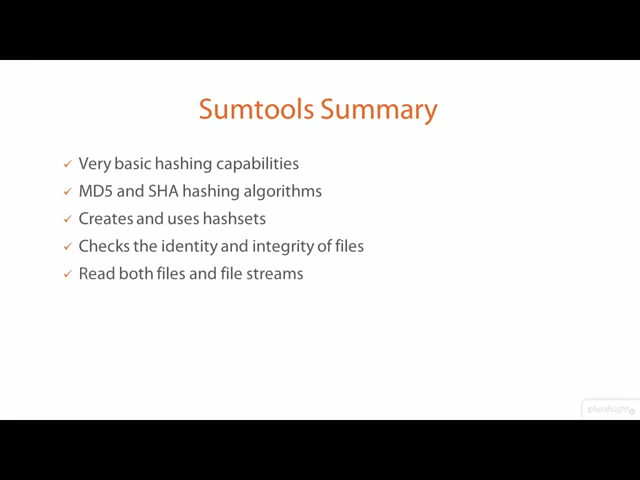 Sumtools Summary
Very basic hashing capabilities
MD5 and SHA hashing algorithms
Creates and uses hashsets
Checks the identity and integrity of files
Read both files and file streams
pluralsight